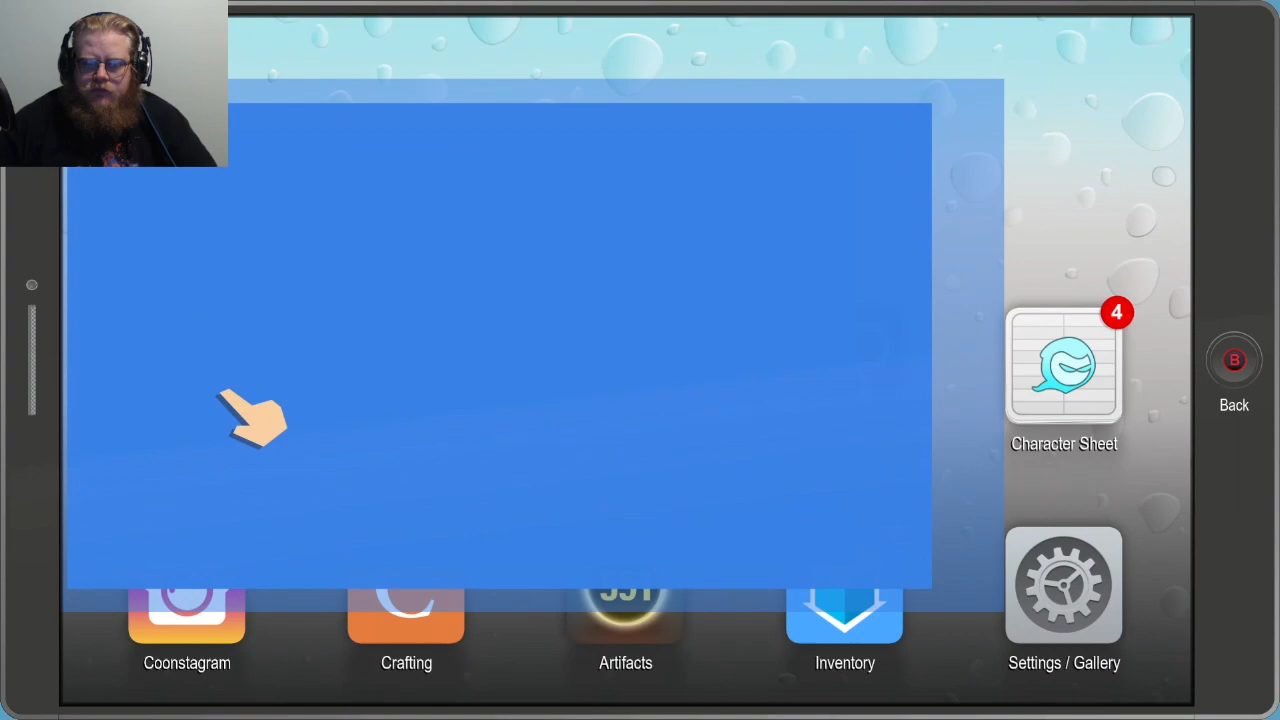 4
B
Back
Character Sheet
Coonstagram
Crafting
Artifacts
Inventory
Settings / Gallery